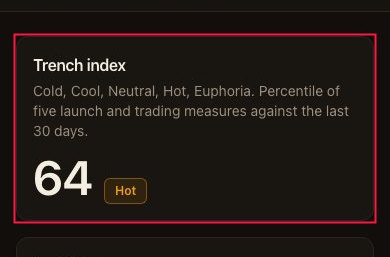 Trench index
Cold, Cool, Neutral, Hot, Euphoria. Percentile of
five launch and trading measures against the last
30 days.
64
Hot